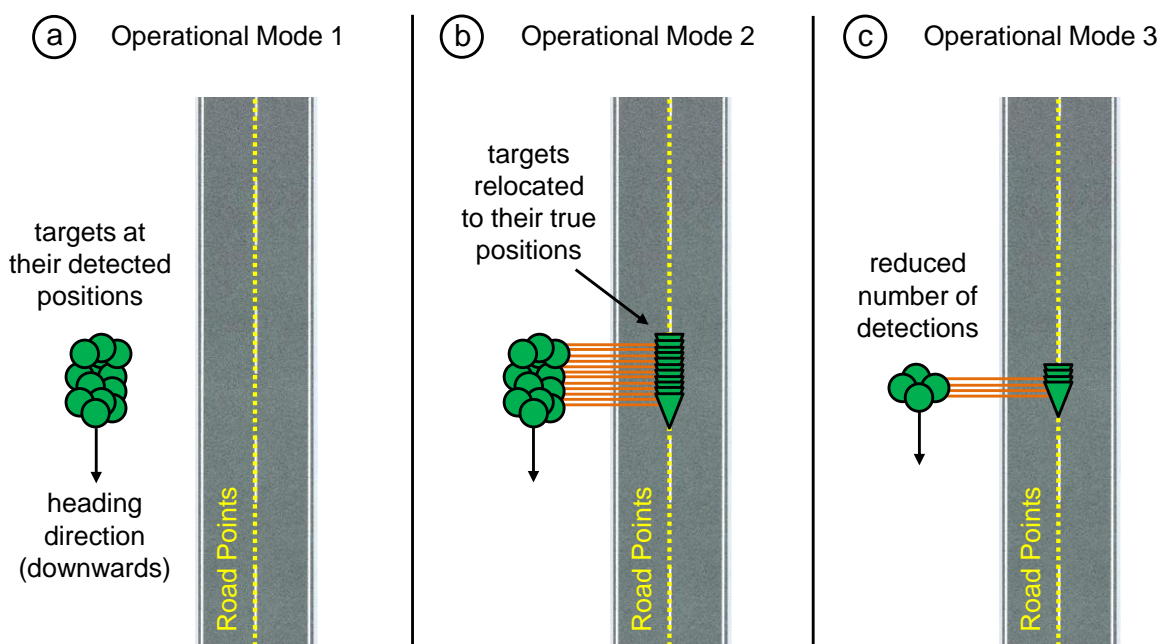 a Operational Mode 1
targets at
their detected
positions
heading
direction
(downwards)
Road Points
b Operational Mode 2
targets
relocated
to their true
positions
Road Points
c Operational Mode 3
reduced
number of
detections
Road Points